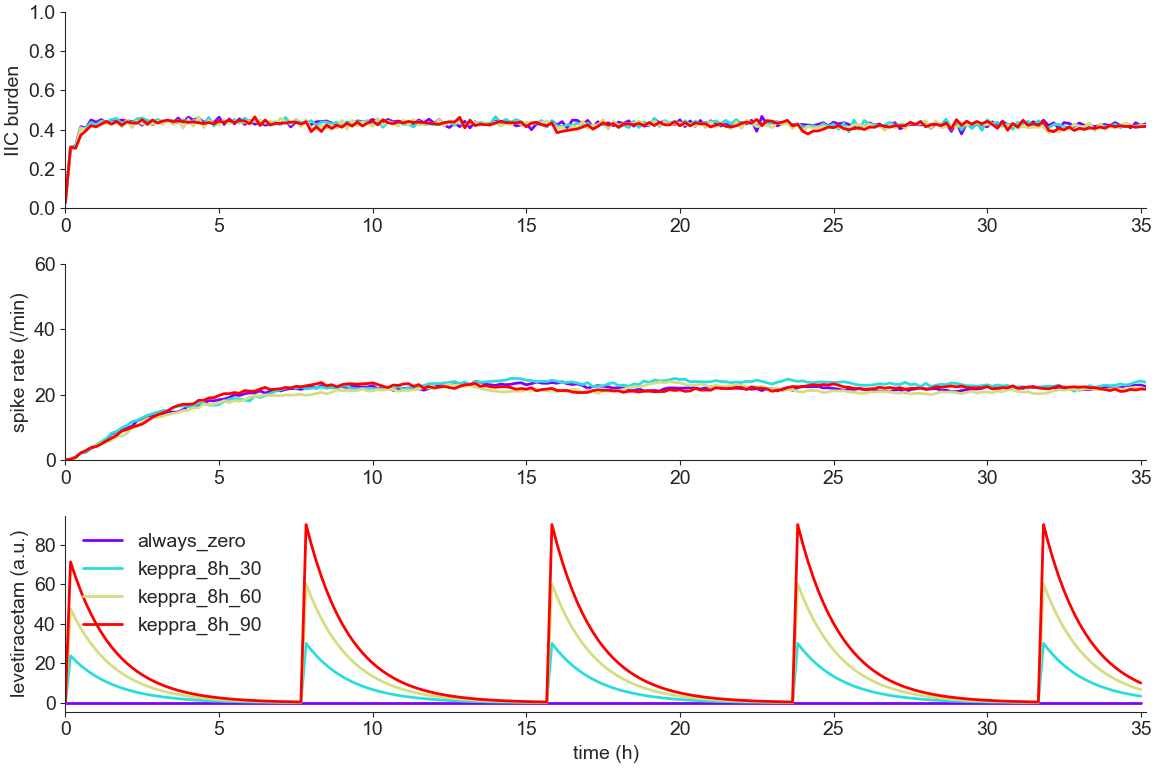 IIC burden
1.0
0.8
0.6
0.4
0.2
0.0
0 5 10 15 20 25 30 35
spike rate (/min)
60
40
20
0
0 5 10 15 20 25 30 35
levetiracetam (a.u.)
80
60
40
20
0
always_zero
keppra_8h_30
keppra_8h_60
keppra_8h_90
0 5 10 15 20 25 30 35
time (h)